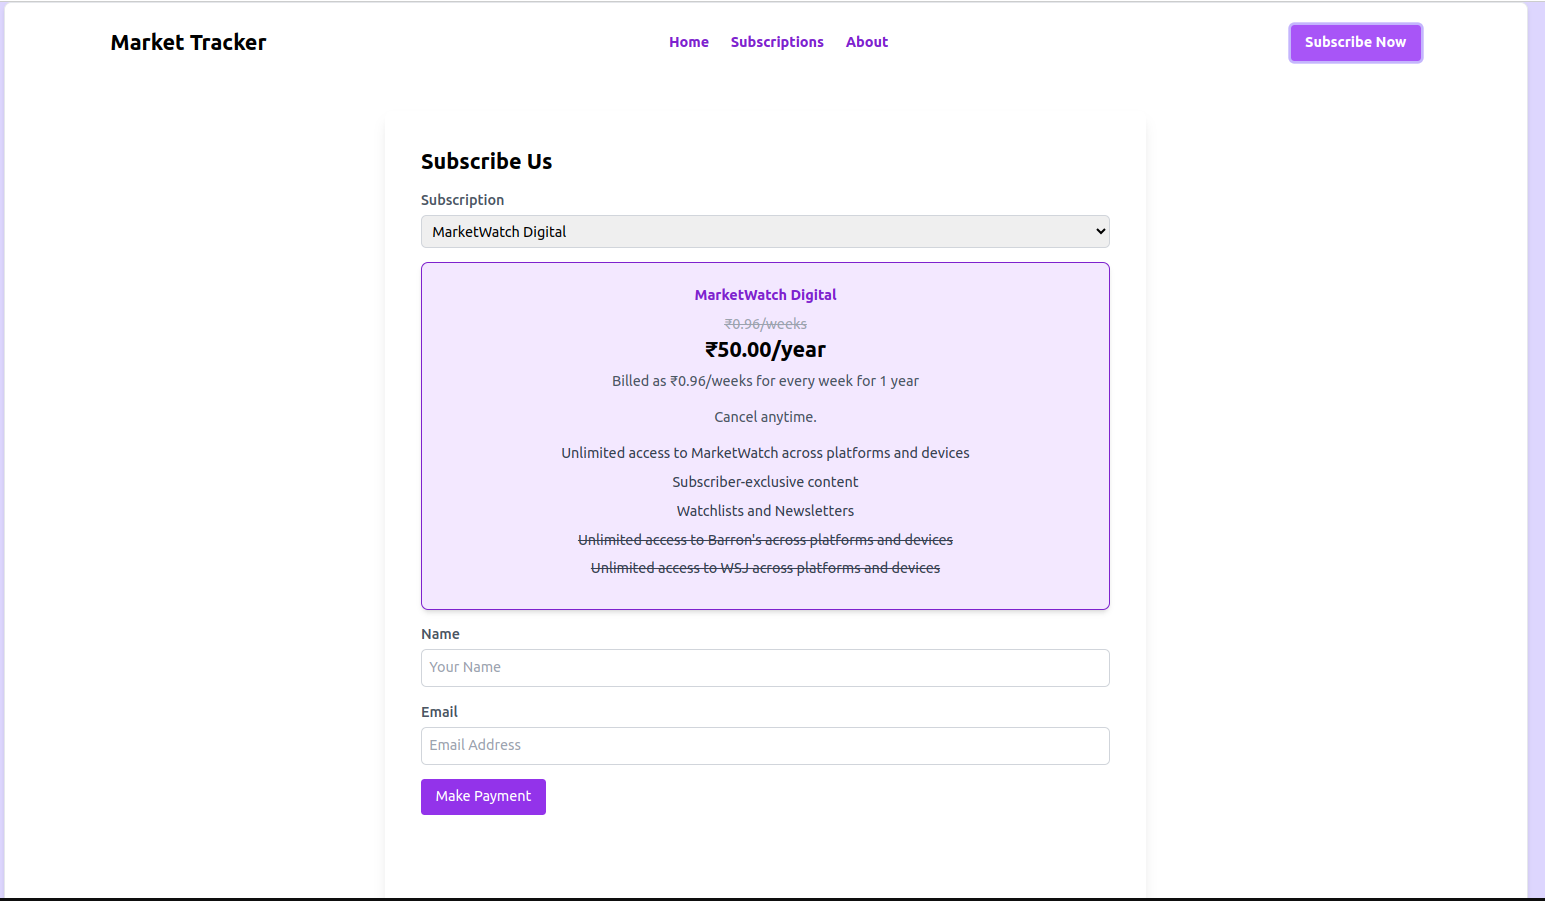 Market Tracker
Home Subscriptions About
Subscribe Now
Subscribe Us
Subscription
MarketWatch Digital
MarketWatch Digital
₹0.96/weeks
₹50.00/year
Billed as ₹0.96/weeks for every week for 1 year
Cancel anytime.
Unlimited access to MarketWatch across platforms and devices
Subscriber-exclusive content
Watchlists and Newsletters
Unlimited access to Barron's across platforms and devices
Unlimited access to WSJ across platforms and devices
Name
Your Name
Email
Email Address
Make Payment